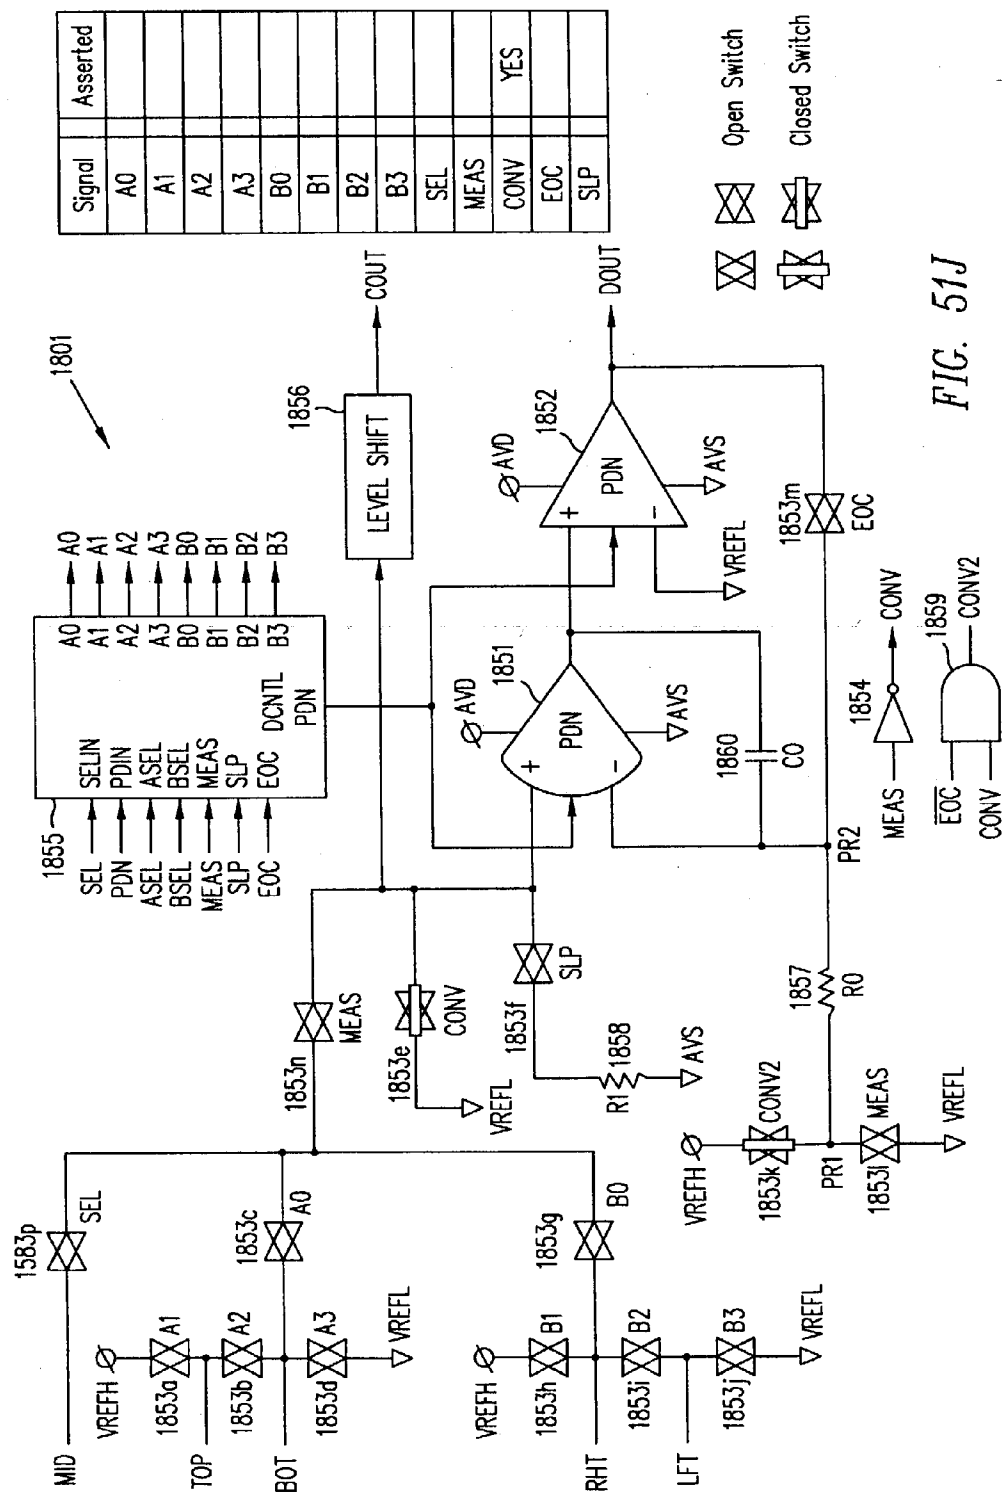 Signal Asserted
A0
A1
A2
A3
B0
B1
B2
B3
SEL
MEAS
CONV YES
EOC
SLP
Open Switch
Closed Switch
FIG. 51J
1801
1855
SEL SELIN
PDN PDIN
ASEL ASEL
BSEL BSEL
MEAS MEAS
SLP SLP
EOC EOC
A0 A0
A1 A1
A2 A2
A3 A3
B0 B0
B1 B1
B2 B2
B3 B3
DCNTL
PDN
1856
LEVEL SHIFT
COUT
1852
AVD
+
PDN
−
AVS
VREFL
DOUT
1851
AVD
+
PDN
−
AVS
1860
CO
1853m
EOC
PR2
1857
R0
MEAS
1854
CONV
EOC
CONV
1859
CONV2
1853n
MEAS
1853e
CONV
VREFL
1853f
SLP
R1
1858
AVS
VREFH
1853k
CONV2
PR1
1853l
MEAS
VREFL
MID
1583p
SEL
VREFH
1853a
A1
TOP
1853b
A2
BOT
1853c
A0
1853d
A3
VREFL
VREFH
1853h
B1
RHT
1853g
B0
1853i
B2
LFT
1853j
B3
VREFL